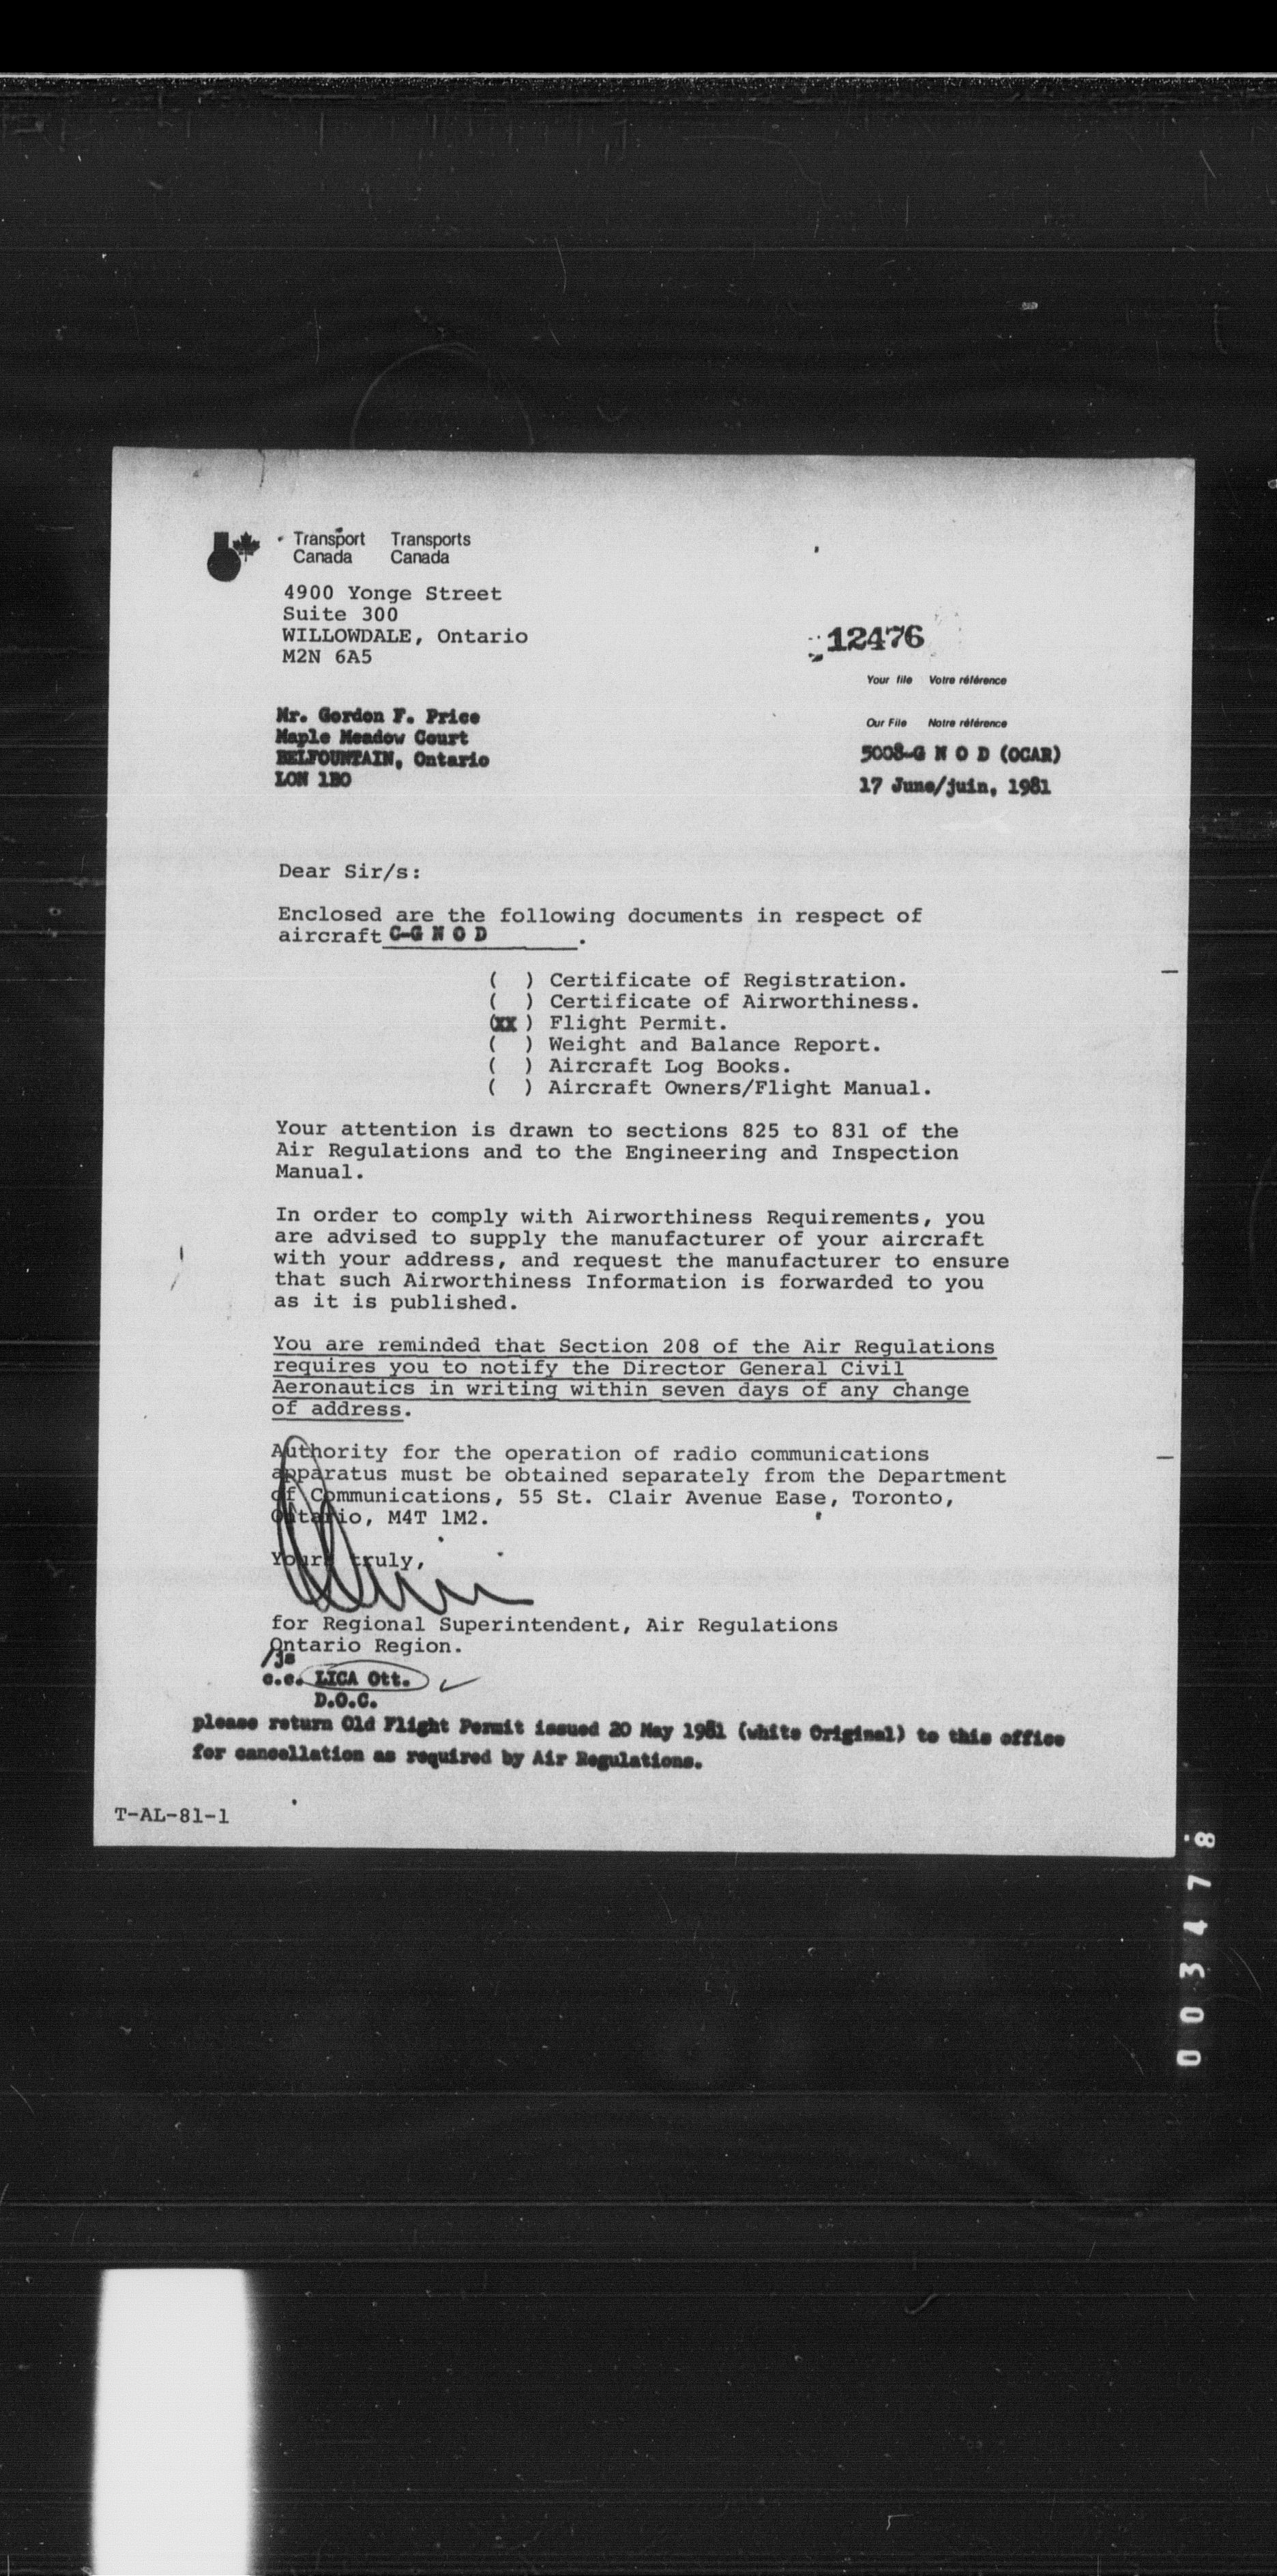 Transport Canada
Transports Canada
4900 Yonge Street
Suite 300
WILLOWDALE, Ontario
M2N 6A5
12476
Your file Votre référence
Mr. Gordon F. Price
Maple Meadow Court
BELFOUNTAIN, Ontario
LON 1BO
Our File Notre référence
5008-G N O D (OCAR)
17 June/juin, 1981
Dear Sir/s:
Enclosed are the following documents in respect of
aircraft C-G N O D .
( ) Certificate of Registration.
( ) Certificate of Airworthiness.
(XX ) Flight Permit.
( ) Weight and Balance Report.
( ) Aircraft Log Books.
( ) Aircraft Owners/Flight Manual.
Your attention is drawn to sections 825 to 831 of the
Air Regulations and to the Engineering and Inspection
Manual.
In order to comply with Airworthiness Requirements, you
are advised to supply the manufacturer of your aircraft
with your address, and request the manufacturer to ensure
that such Airworthiness Information is forwarded to you
as it is published.
You are reminded that Section 208 of the Air Regulations
requires you to notify the Director General Civil
Aeronautics in writing within seven days of any change
of address.
Authority for the operation of radio communications
apparatus must be obtained separately from the Department
of Communications, 55 St. Clair Avenue Ease, Toronto,
Ontario, M4T 1M2.
Yours truly,
for Regional Superintendent, Air Regulations
Ontario Region.
/js
c.c. LICA Ott.
D.O.C.
please return Old Flight Permit issued 20 May 1981 (white Original) to this office
for cancellation as required by Air Regulations.
T-AL-81-1
003478